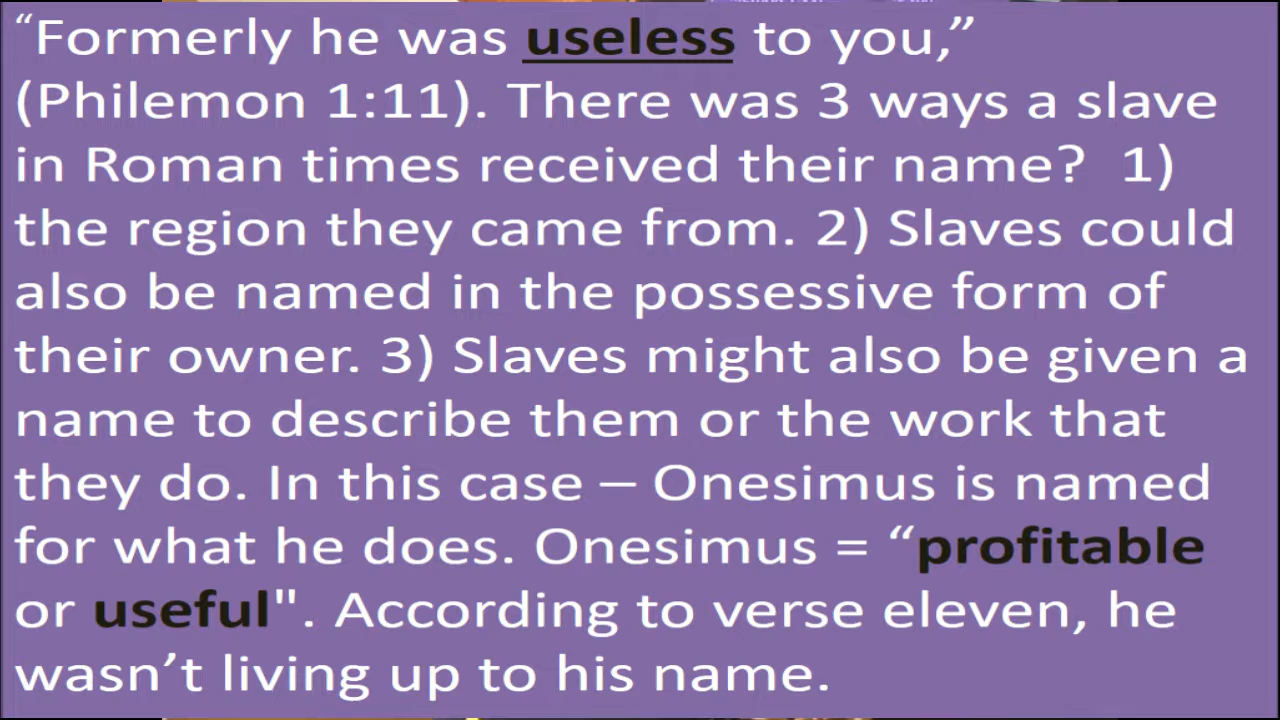 “Formerly he was useless to you,”
(Philemon 1:11). There was 3 ways a slave
in Roman times received their name?  1)
the region they came from. 2) Slaves could
also be named in the possessive form of
their owner. 3) Slaves might also be given a
name to describe them or the work that
they do. In this case – Onesimus is named
for what he does. Onesimus = “profitable
or useful". According to verse eleven, he
wasn’t living up to his name.